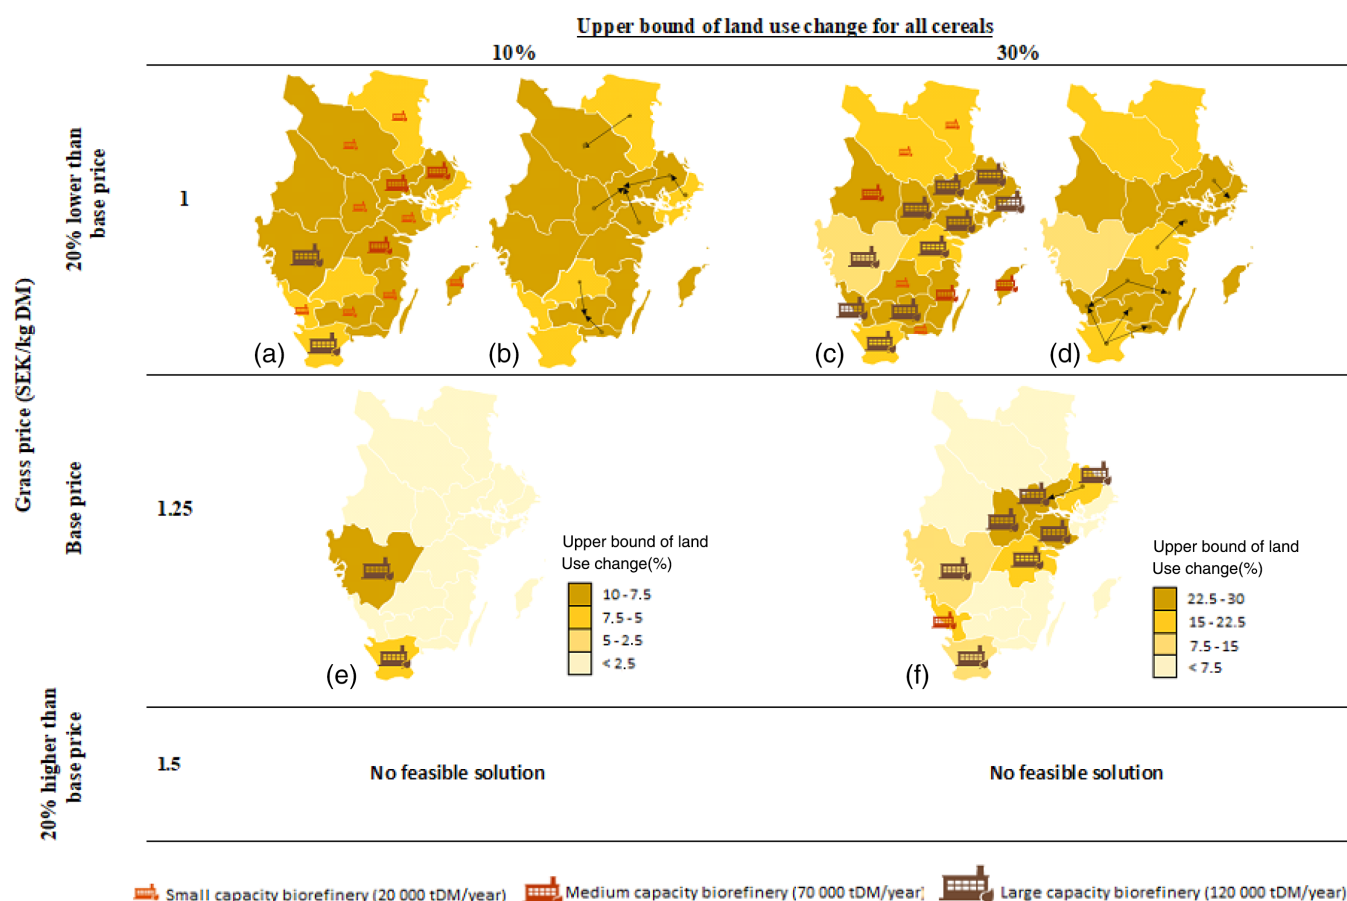 Upper bound of land use change for all cereals
10%
30%
Grass price (SEK/kg DM)
20% lower than
base price
1
(a)
(b)
(c)
(d)
Base price
1.25
(e)
Upper bound of land
Use change(%)
10 - 7.5
7.5 - 5
5 - 2.5
< 2.5
(f)
Upper bound of land
Use change(%)
22.5 - 30
15 - 22.5
7.5 - 15
< 7.5
20% higher than
base price
1.5
No feasible solution
No feasible solution
Small capacity biorefinery (20 000 tDM/year)
Medium capacity biorefinery (70 000 tDM/year)
Large capacity biorefinery (120 000 tDM/year)